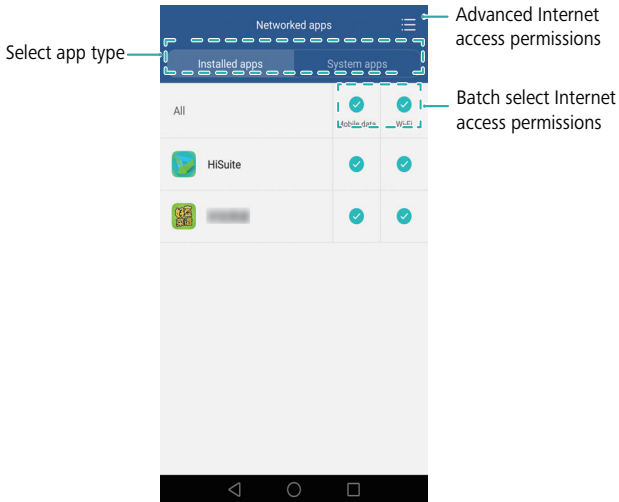 Networked apps
Advanced Internet
access permissions
Select app type
Installed apps
System apps
All
Mobile data
Wi-Fi
Batch select Internet
access permissions
HiSuite